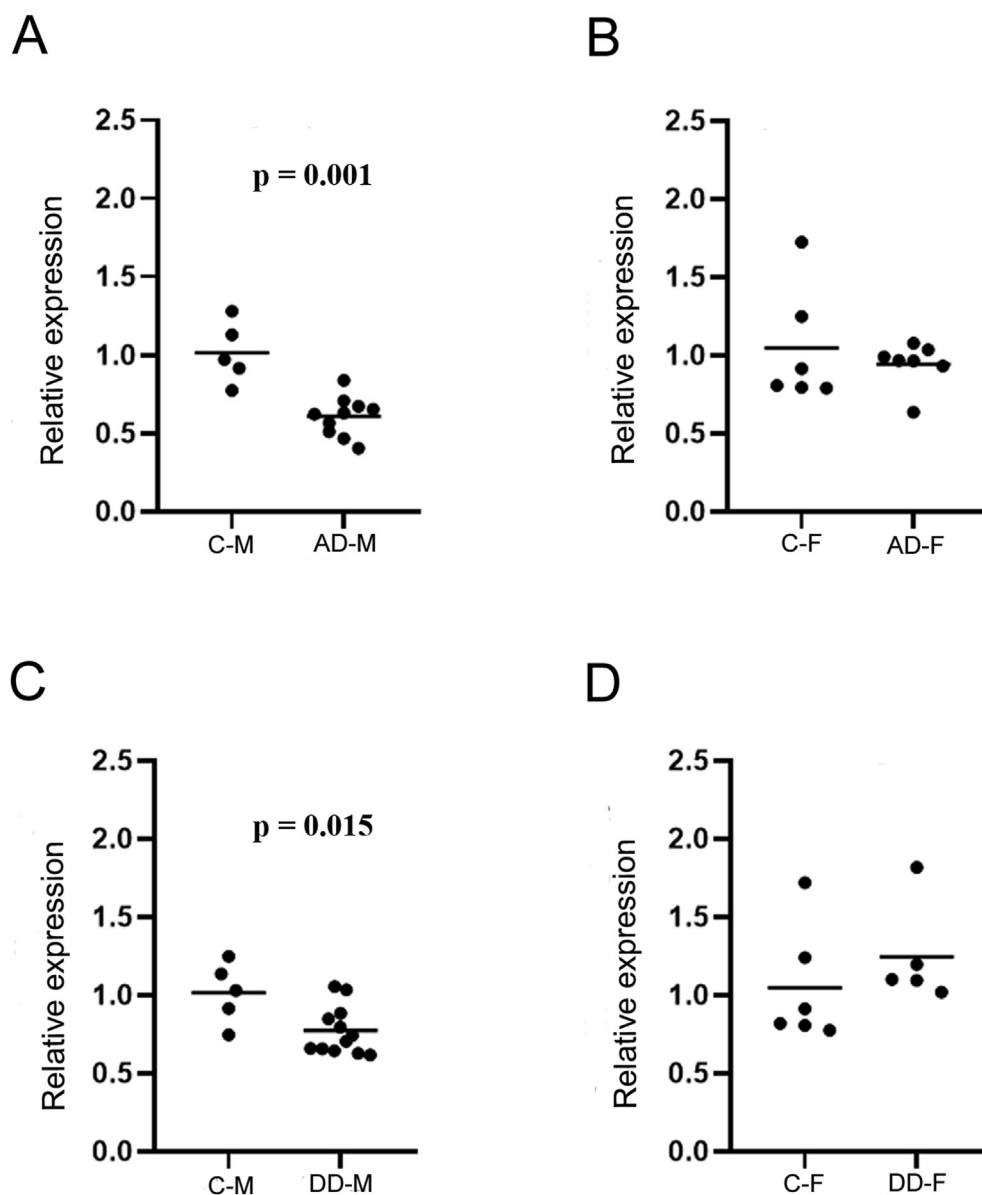 A
B
2.5
2.0
1.5
1.0
0.5
0.0
Relative expression
p = 0.001
C-M
AD-M
2.5
2.0
1.5
1.0
0.5
0.0
Relative expression
C-F
AD-F
C
D
2.5
2.0
1.5
1.0
0.5
0.0
Relative expression
p = 0.015
C-M
DD-M
2.5
2.0
1.5
1.0
0.5
0.0
Relative expression
C-F
DD-F